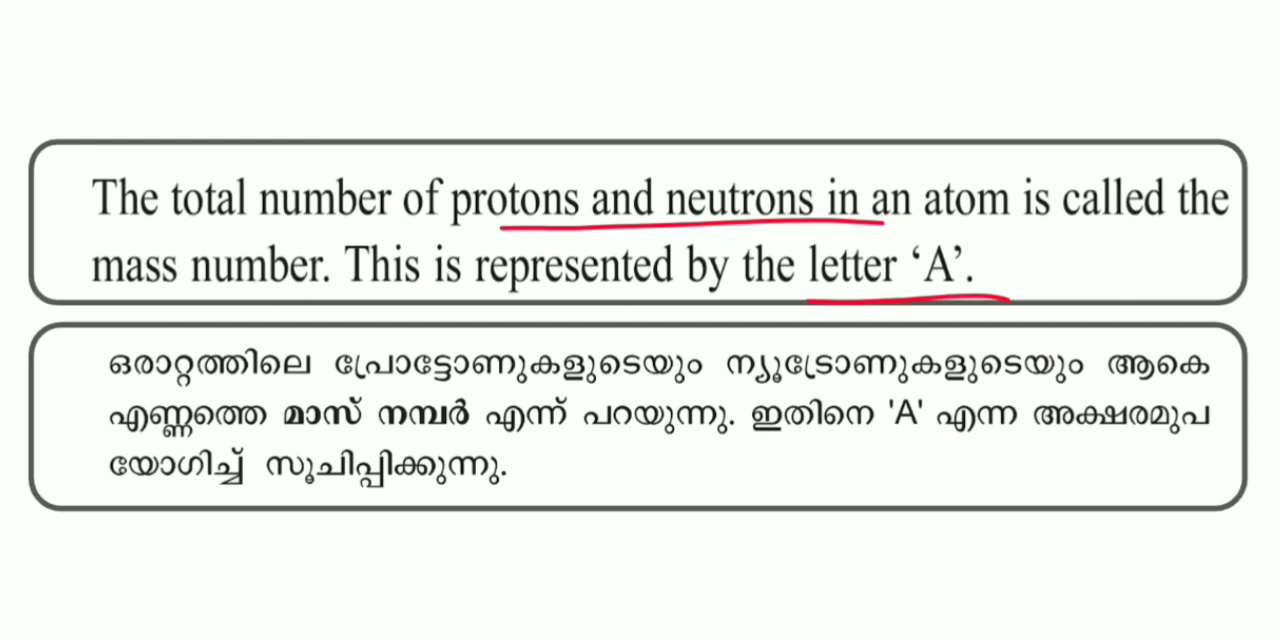 The total number of protons and neutrons in an atom is called the
mass number. This is represented by the letter ‘A’.
ഒരാറ്റത്തിലെ പ്രോട്ടോണുകളുടെയും ന്യൂട്രോണുകളുടെയും ആകെ
എണ്ണത്തെ മാസ് നമ്പർ എന്ന് പറയുന്നു. ഇതിനെ 'A' എന്ന അക്ഷരമുപ
യോഗിച്ച് സൂചിപ്പിക്കുന്നു.